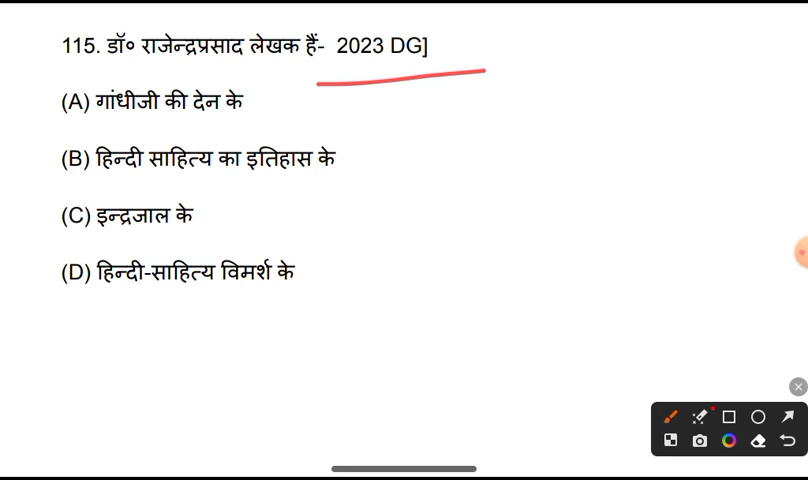 115. डॉ० राजेन्द्रप्रसाद लेखक हैं-  2023 DG]
(A) गांधीजी की देन के
(B) हिन्दी साहित्य का इतिहास के
(C) इन्द्रजाल के
(D) हिन्दी-साहित्य विमर्श के